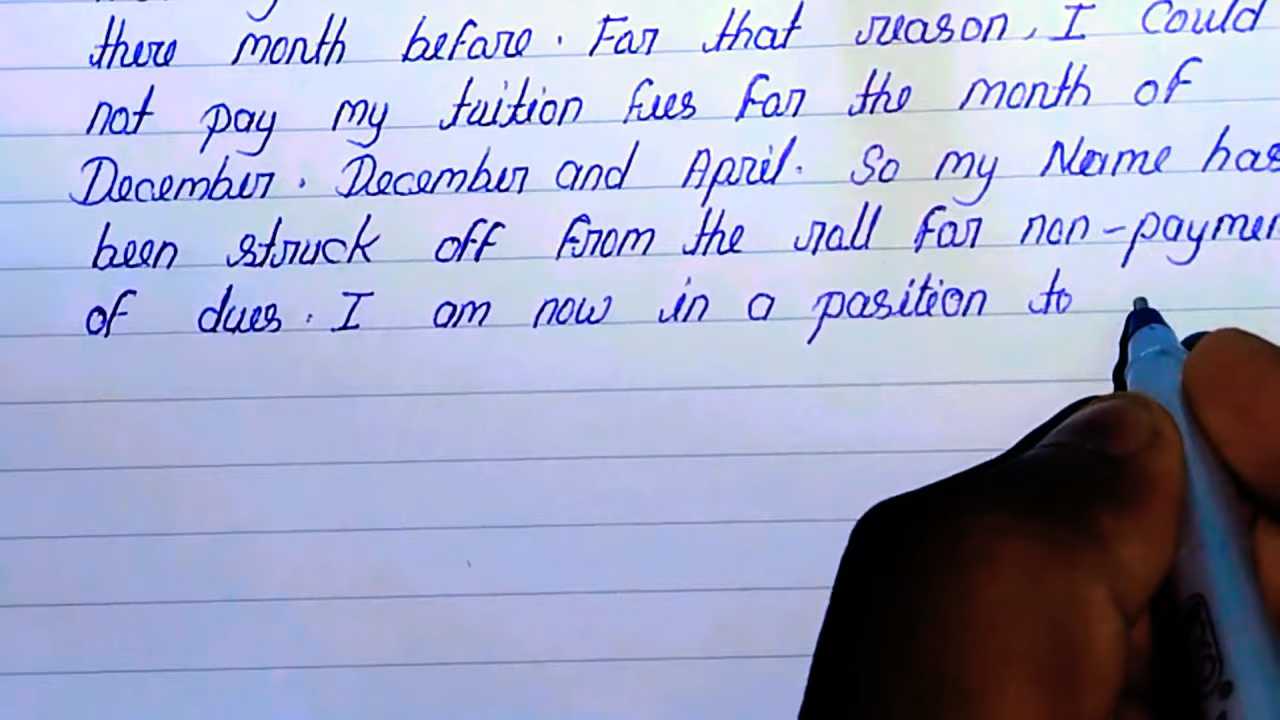 there month before. For that reason, I Could
not pay my tuition fees for the month of
December. December and April. So my Name has
been struck off from the roll for non-paymen
of dues. I am now in a position to